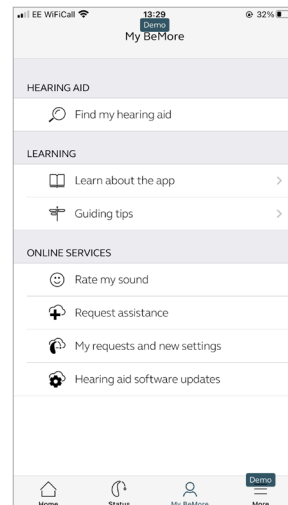 EE WiFiCall 13:29 32%
Demo
My BeMore
HEARING AID
Find my hearing aid
LEARNING
Learn about the app
Guiding tips
ONLINE SERVICES
Rate my sound
Request assistance
My requests and new settings
Hearing aid software updates
Demo
Home Status My BeMore More